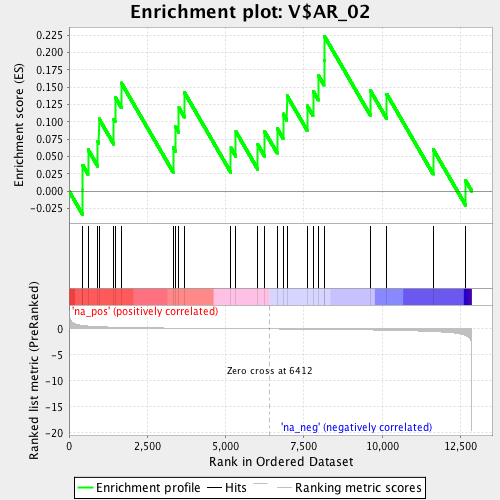 Enrichment plot: V$AR_02
Enrichment score (ES)
0.225
0.200
0.175
0.150
0.125
0.100
0.075
0.050
0.025
0.000
-0.025
'na_pos' (positively correlated)
Ranked list metric (PreRanked)
0
-5
-10
-15
-20
Zero cross at 6412
'na_neg' (negatively correlated)
0
2,500
5,000
7,500
10,000
12,500
Rank in Ordered Dataset
Enrichment profile
Hits
Ranking metric scores